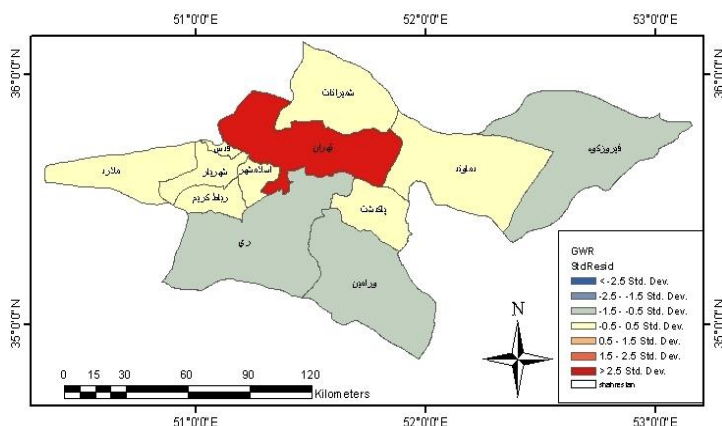 51°0'0"E
52°0'0"E
53°0'0"E
36°0'0"N
36°0'0"N
شمیرانات
تهران
فیروزکوه
دماوند
قدس
ملارد
شهریار
اسلامشهر
رباط کریم
پاکدشت
ری
ورامین
35°0'0"N
35°0'0"N
GWR
StdResid
< -2.5 Std. Dev.
-2.5 - -1.5 Std. Dev.
-1.5 - -0.5 Std. Dev.
-0.5 - 0.5 Std. Dev.
0.5 - 1.5 Std. Dev.
1.5 - 2.5 Std. Dev.
> 2.5 Std. Dev.
shahrestan
N
0 15 30 60 90 120
Kilometers
51°0'0"E
52°0'0"E
53°0'0"E